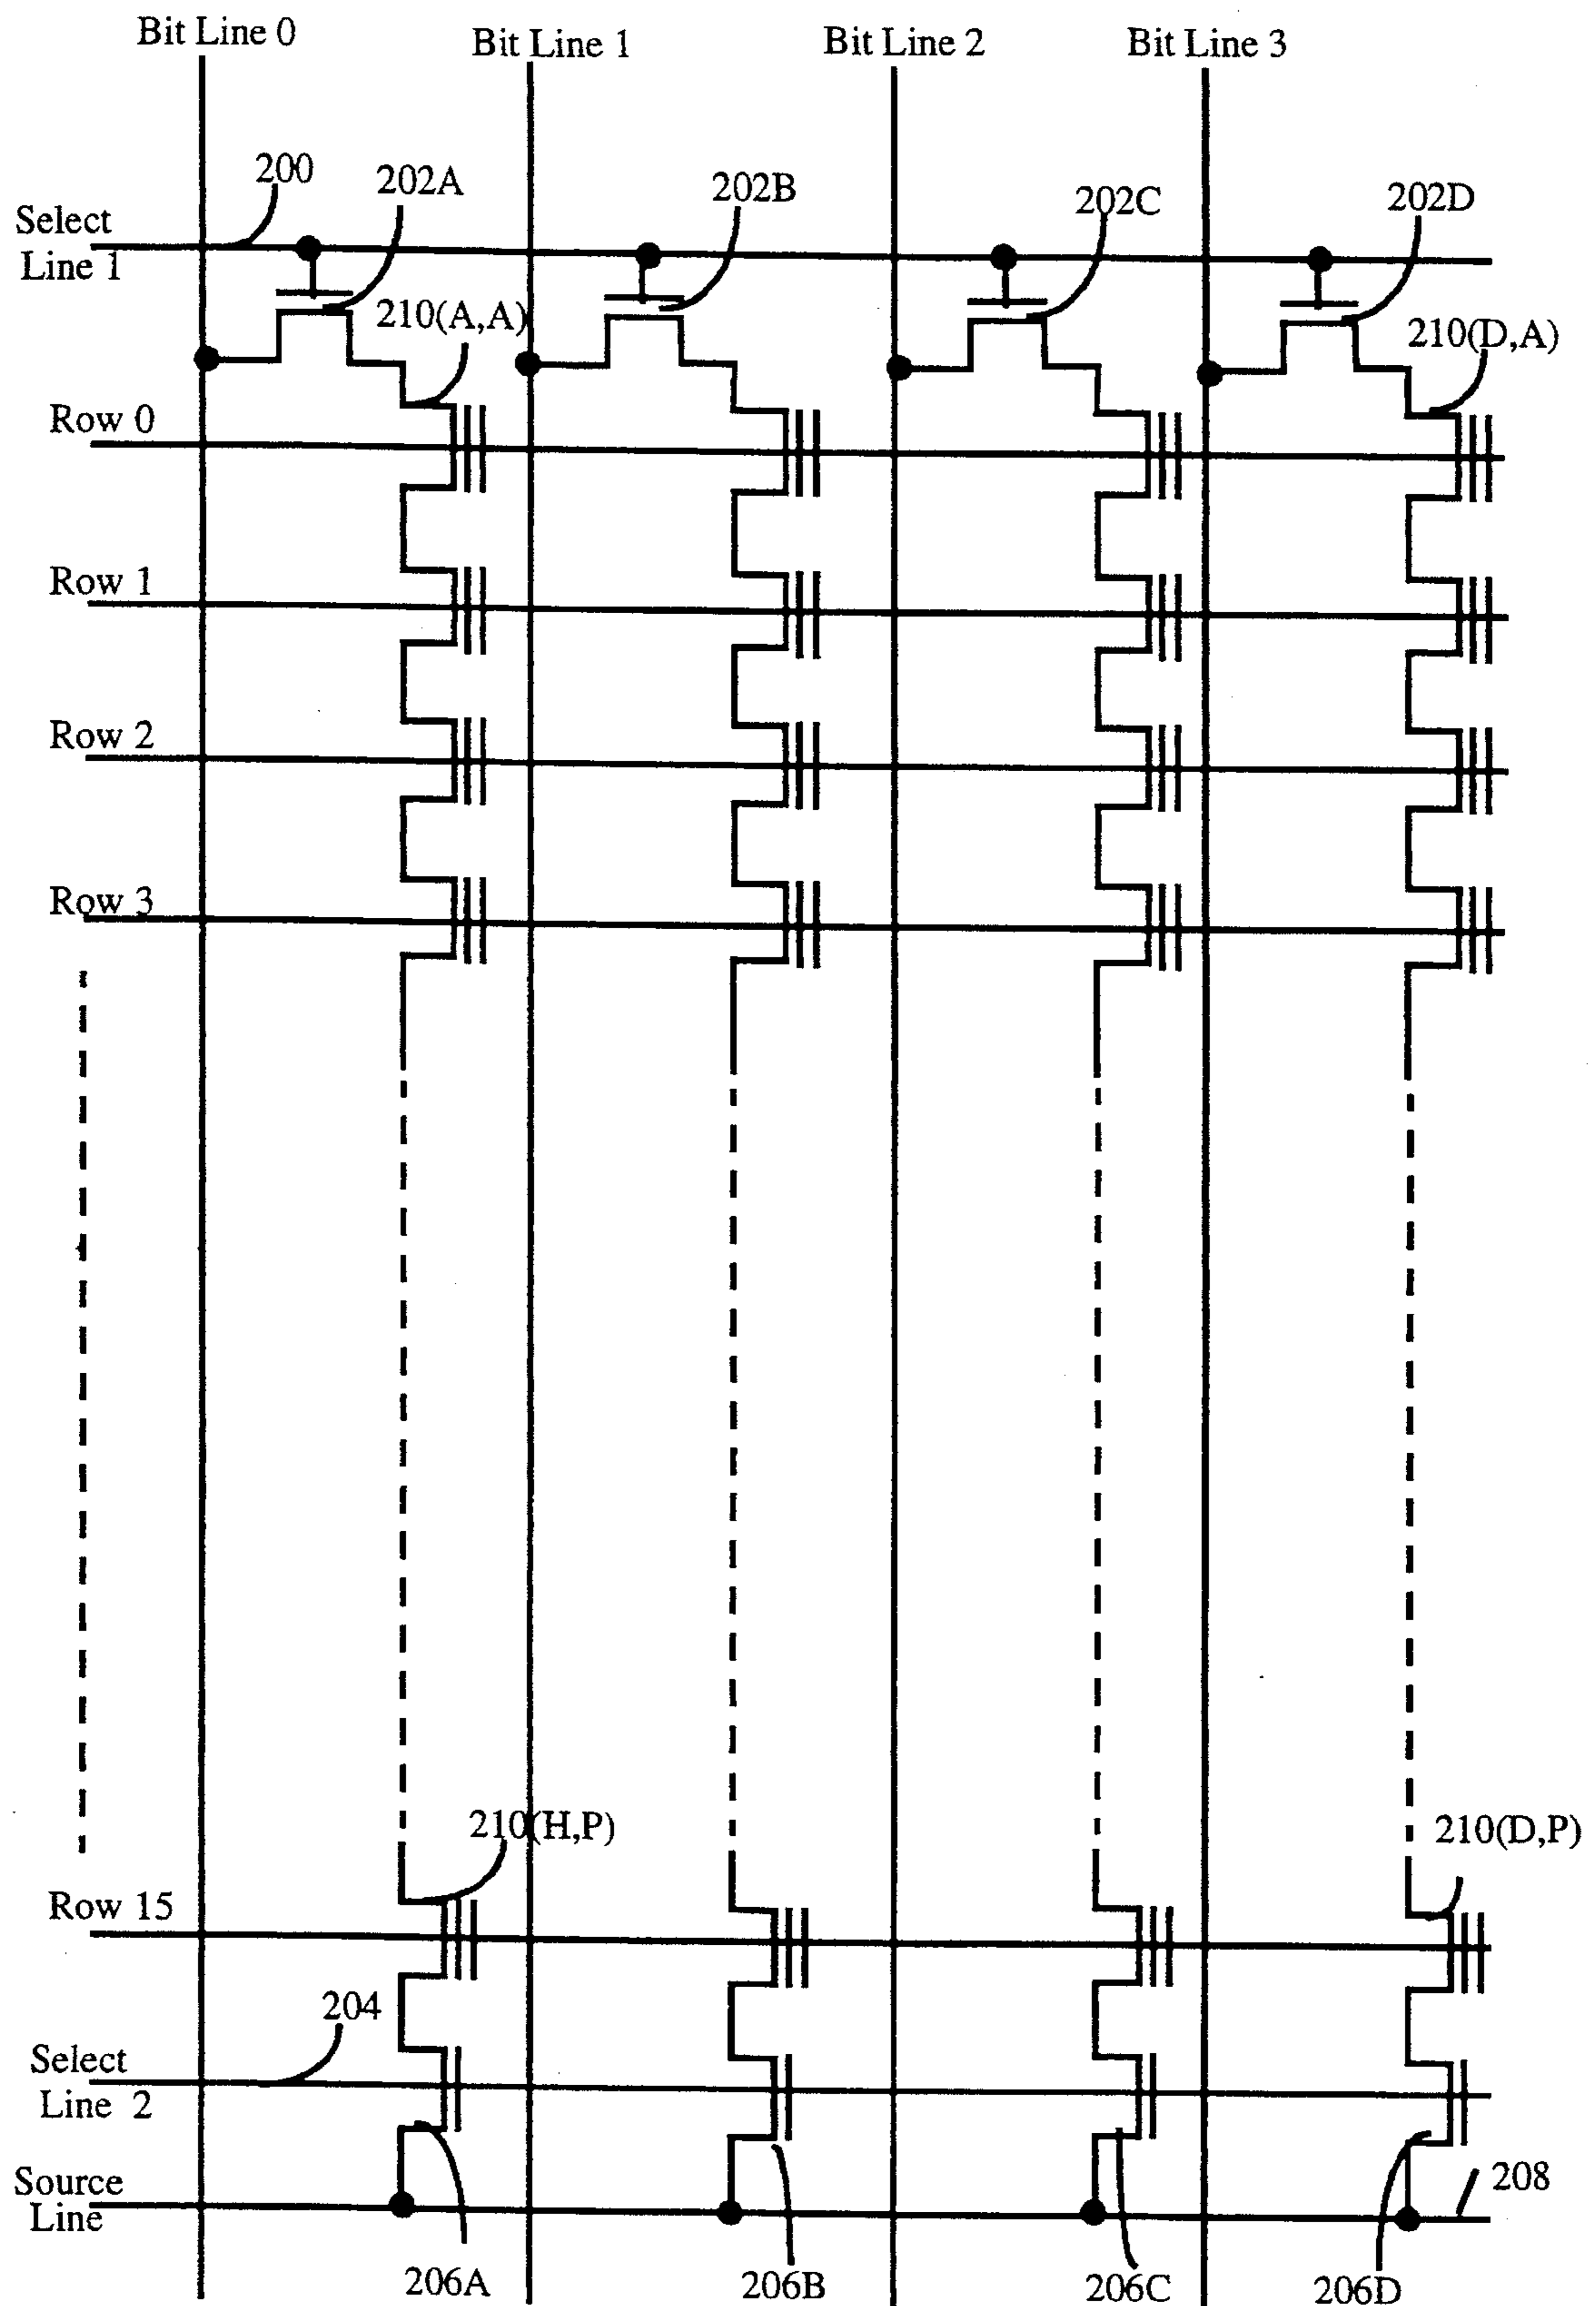 Bit Line 0
Bit Line 1
Bit Line 2
Bit Line 3
200
202A
202B
202C
202D
Select
Line 1
210(A,A)
210(D,A)
Row 0
Row 1
Row 2
Row 3
210(H,P)
210(D,P)
Row 15
204
Select
Line 2
Source
Line
208
206A
206B
206C
206D